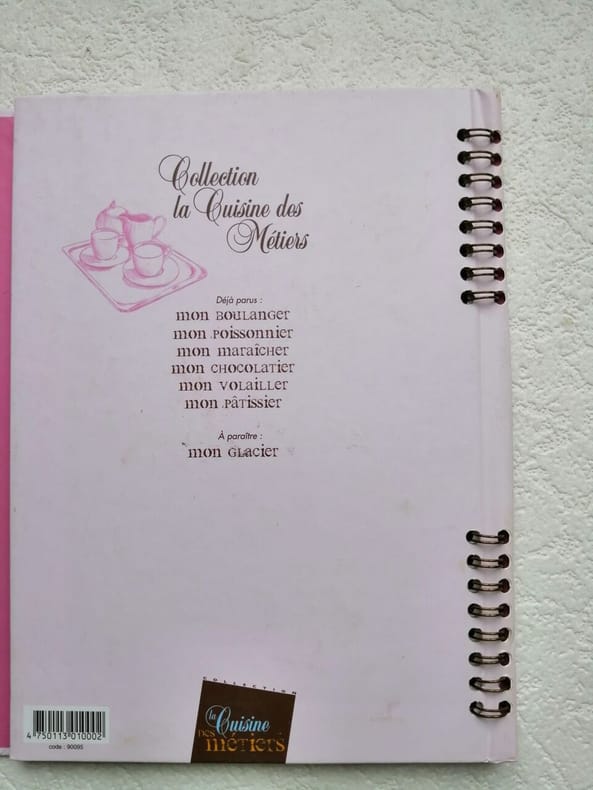 Collection
la Cuisine des
Métiers
Déjà parus :
mon BOULANGER
mon POISSONNIER
mon MARAÎCHER
mon CHOCOLATIER
mon VOLAILLER
mon PÂTISSIER
À paraître :
mon GLACIER
COLLECTION
la Cuisine
DES métiers
4 750113 010002
code : 90095